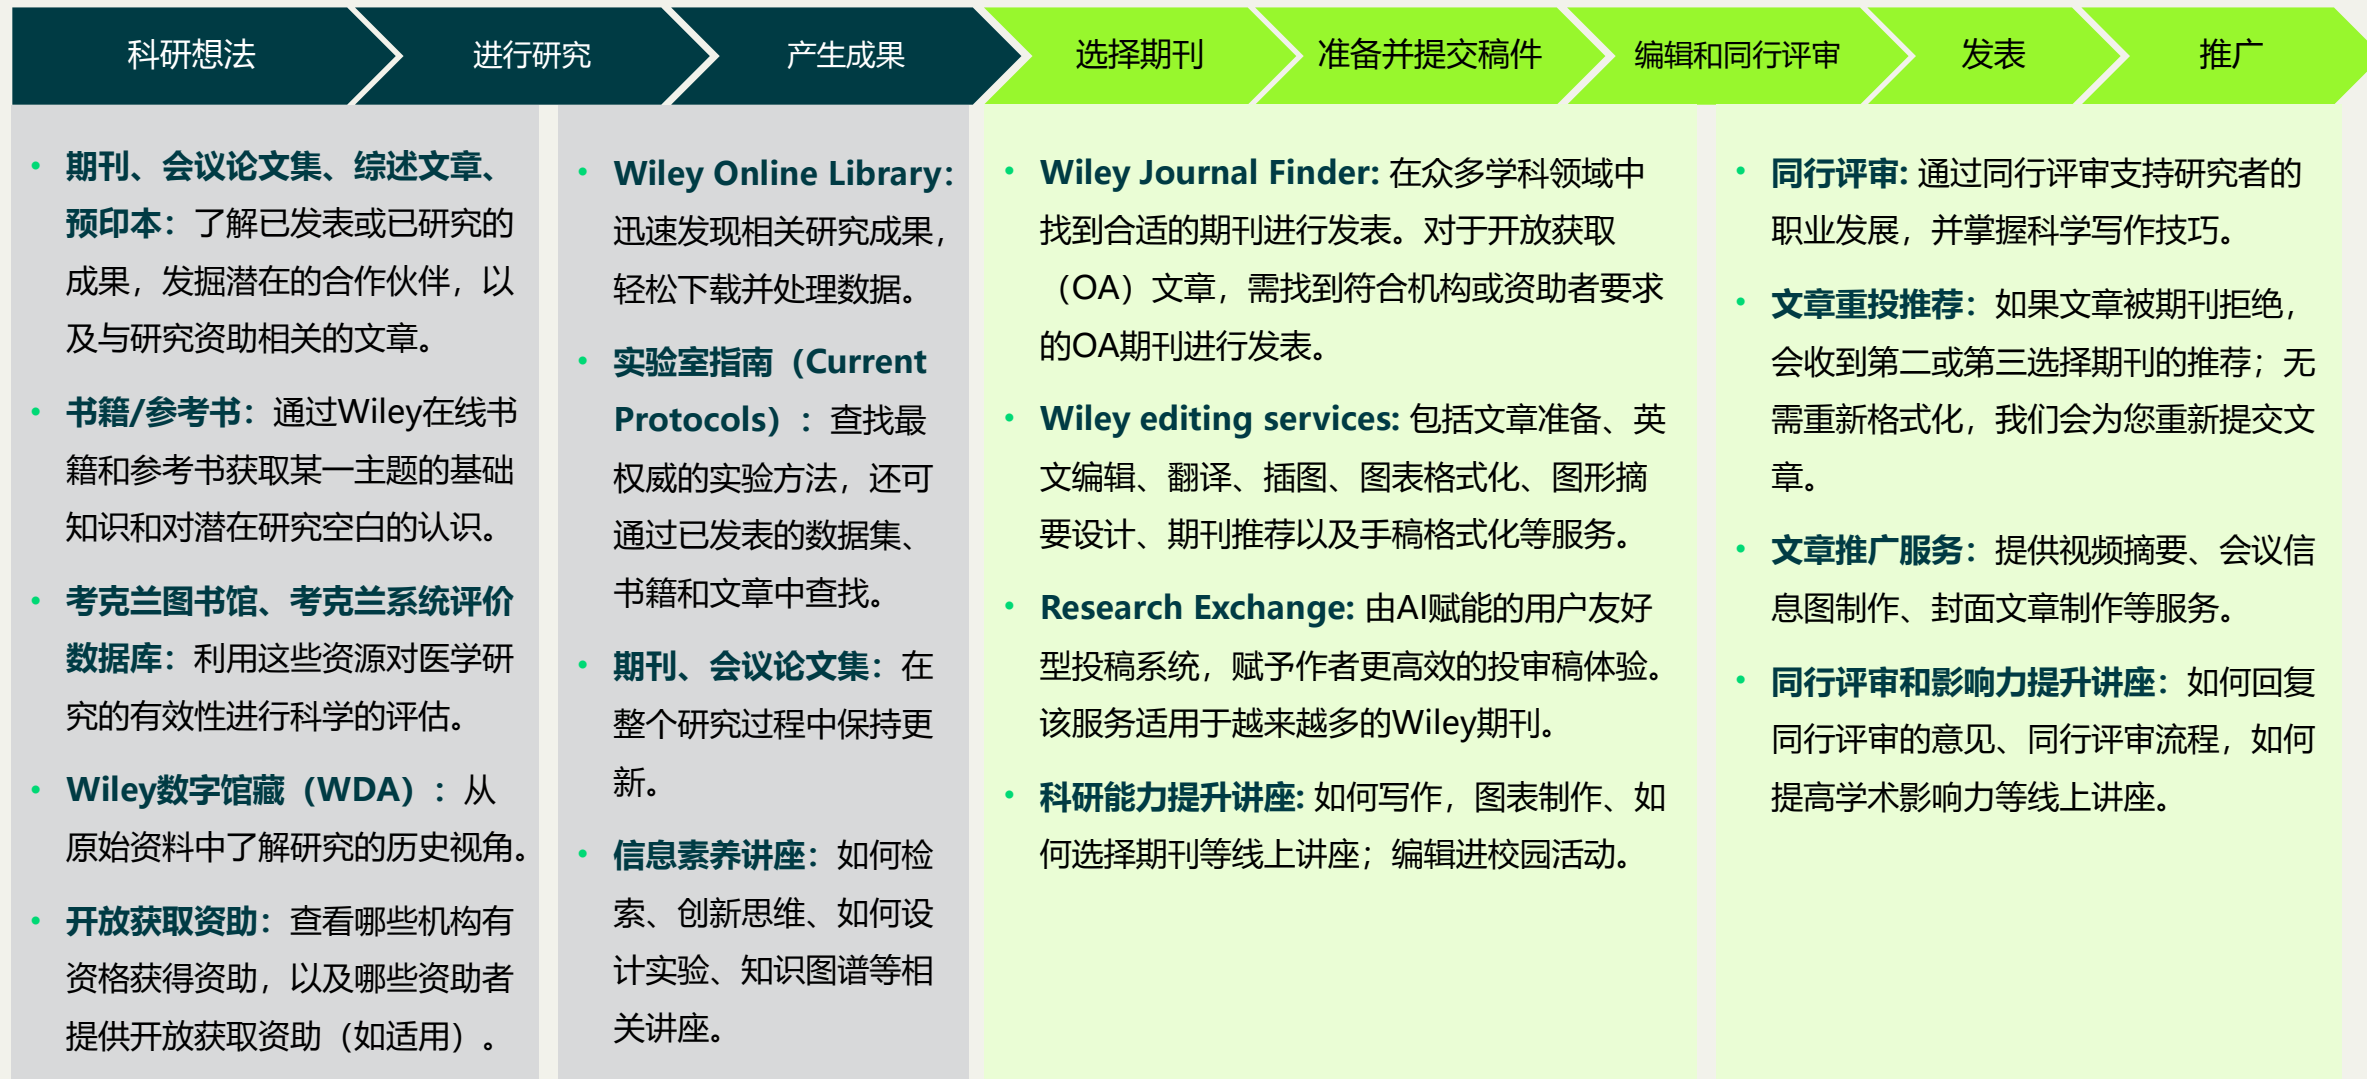 科研想法
进行研究
产生成果
选择期刊
准备并提交稿件
编辑和同行评审
发表
推广
• 期刊、会议论文集、综述文章、
预印本：了解已发表或已研究的
成果，发掘潜在的合作伙伴，以
及与研究资助相关的文章。
• 书籍/参考书：通过Wiley在线书
籍和参考书获取某一主题的基础
知识和对潜在研究空白的认识。
• 考克兰图书馆、考克兰系统评价
数据库：利用这些资源对医学研
究的有效性进行科学的评估。
• Wiley数字馆藏（WDA）：从
原始资料中了解研究的历史视角。
• 开放获取资助：查看哪些机构有
资格获得资助，以及哪些资助者
提供开放获取资助（如适用）。
• Wiley Online Library：
迅速发现相关研究成果，
轻松下载并处理数据。
• 实验室指南（Current
Protocols）：查找最
权威的实验方法，还可
通过已发表的数据集、
书籍和文章中查找。
• 期刊、会议论文集：在
整个研究过程中保持更
新。
• 信息素养讲座：如何检
索、创新思维、如何设
计实验、知识图谱等相
关讲座。
• Wiley Journal Finder: 在众多学科领域中
找到合适的期刊进行发表。对于开放获取
（OA）文章，需找到符合机构或资助者要求
的OA期刊进行发表。
• Wiley editing services: 包括文章准备、英
文编辑、翻译、插图、图表格式化、图形摘
要设计、期刊推荐以及手稿格式化等服务。
• Research Exchange: 由AI赋能的用户友好
型投稿系统，赋予作者更高效的投审稿体验。
该服务适用于越来越多的Wiley期刊。
• 科研能力提升讲座: 如何写作，图表制作、如
何选择期刊等线上讲座；编辑进校园活动。
• 同行评审: 通过同行评审支持研究者的
职业发展，并掌握科学写作技巧。
• 文章重投推荐：如果文章被期刊拒绝，
会收到第二或第三选择期刊的推荐；无
需重新格式化，我们会为您重新提交文
章。
• 文章推广服务：提供视频摘要、会议信
息图制作、封面文章制作等服务。
• 同行评审和影响力提升讲座：如何回复
同行评审的意见、同行评审流程，如何
提高学术影响力等线上讲座。